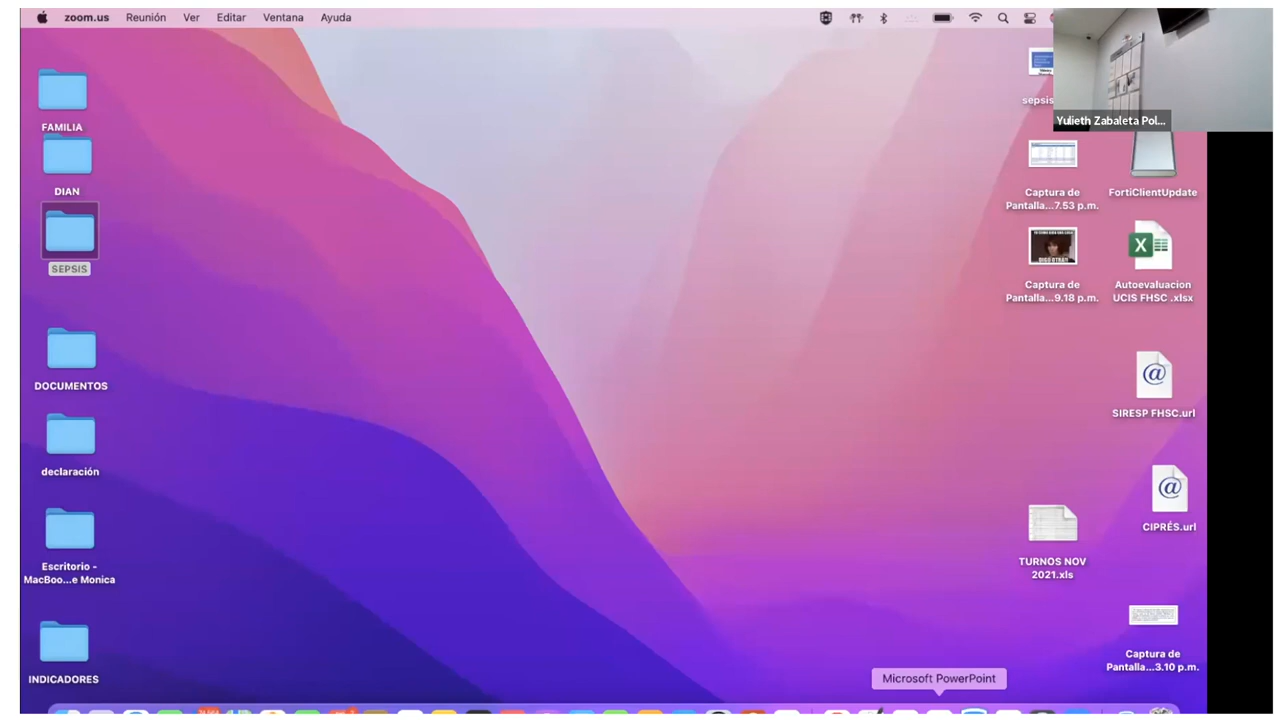 zoom.us Reunión Ver Editar Ventana Ayuda
Yulieth Zabaleta Pol...
FAMILIA
DIAN
SEPSIS
DOCUMENTOS
declaración
Escritorio -
MacBoo...e Monica
INDICADORES
sepsis
Captura de
Pantalla...7.53 p.m.
FortiClientUpdate
Captura de
Pantalla...9.18 p.m.
Autoevaluacion
UCIS FHSC .xlsx
SIRESP FHSC.url
CIPRÉS.url
TURNOS NOV
2021.xls
Captura de
Pantalla...3.10 p.m.
Microsoft PowerPoint